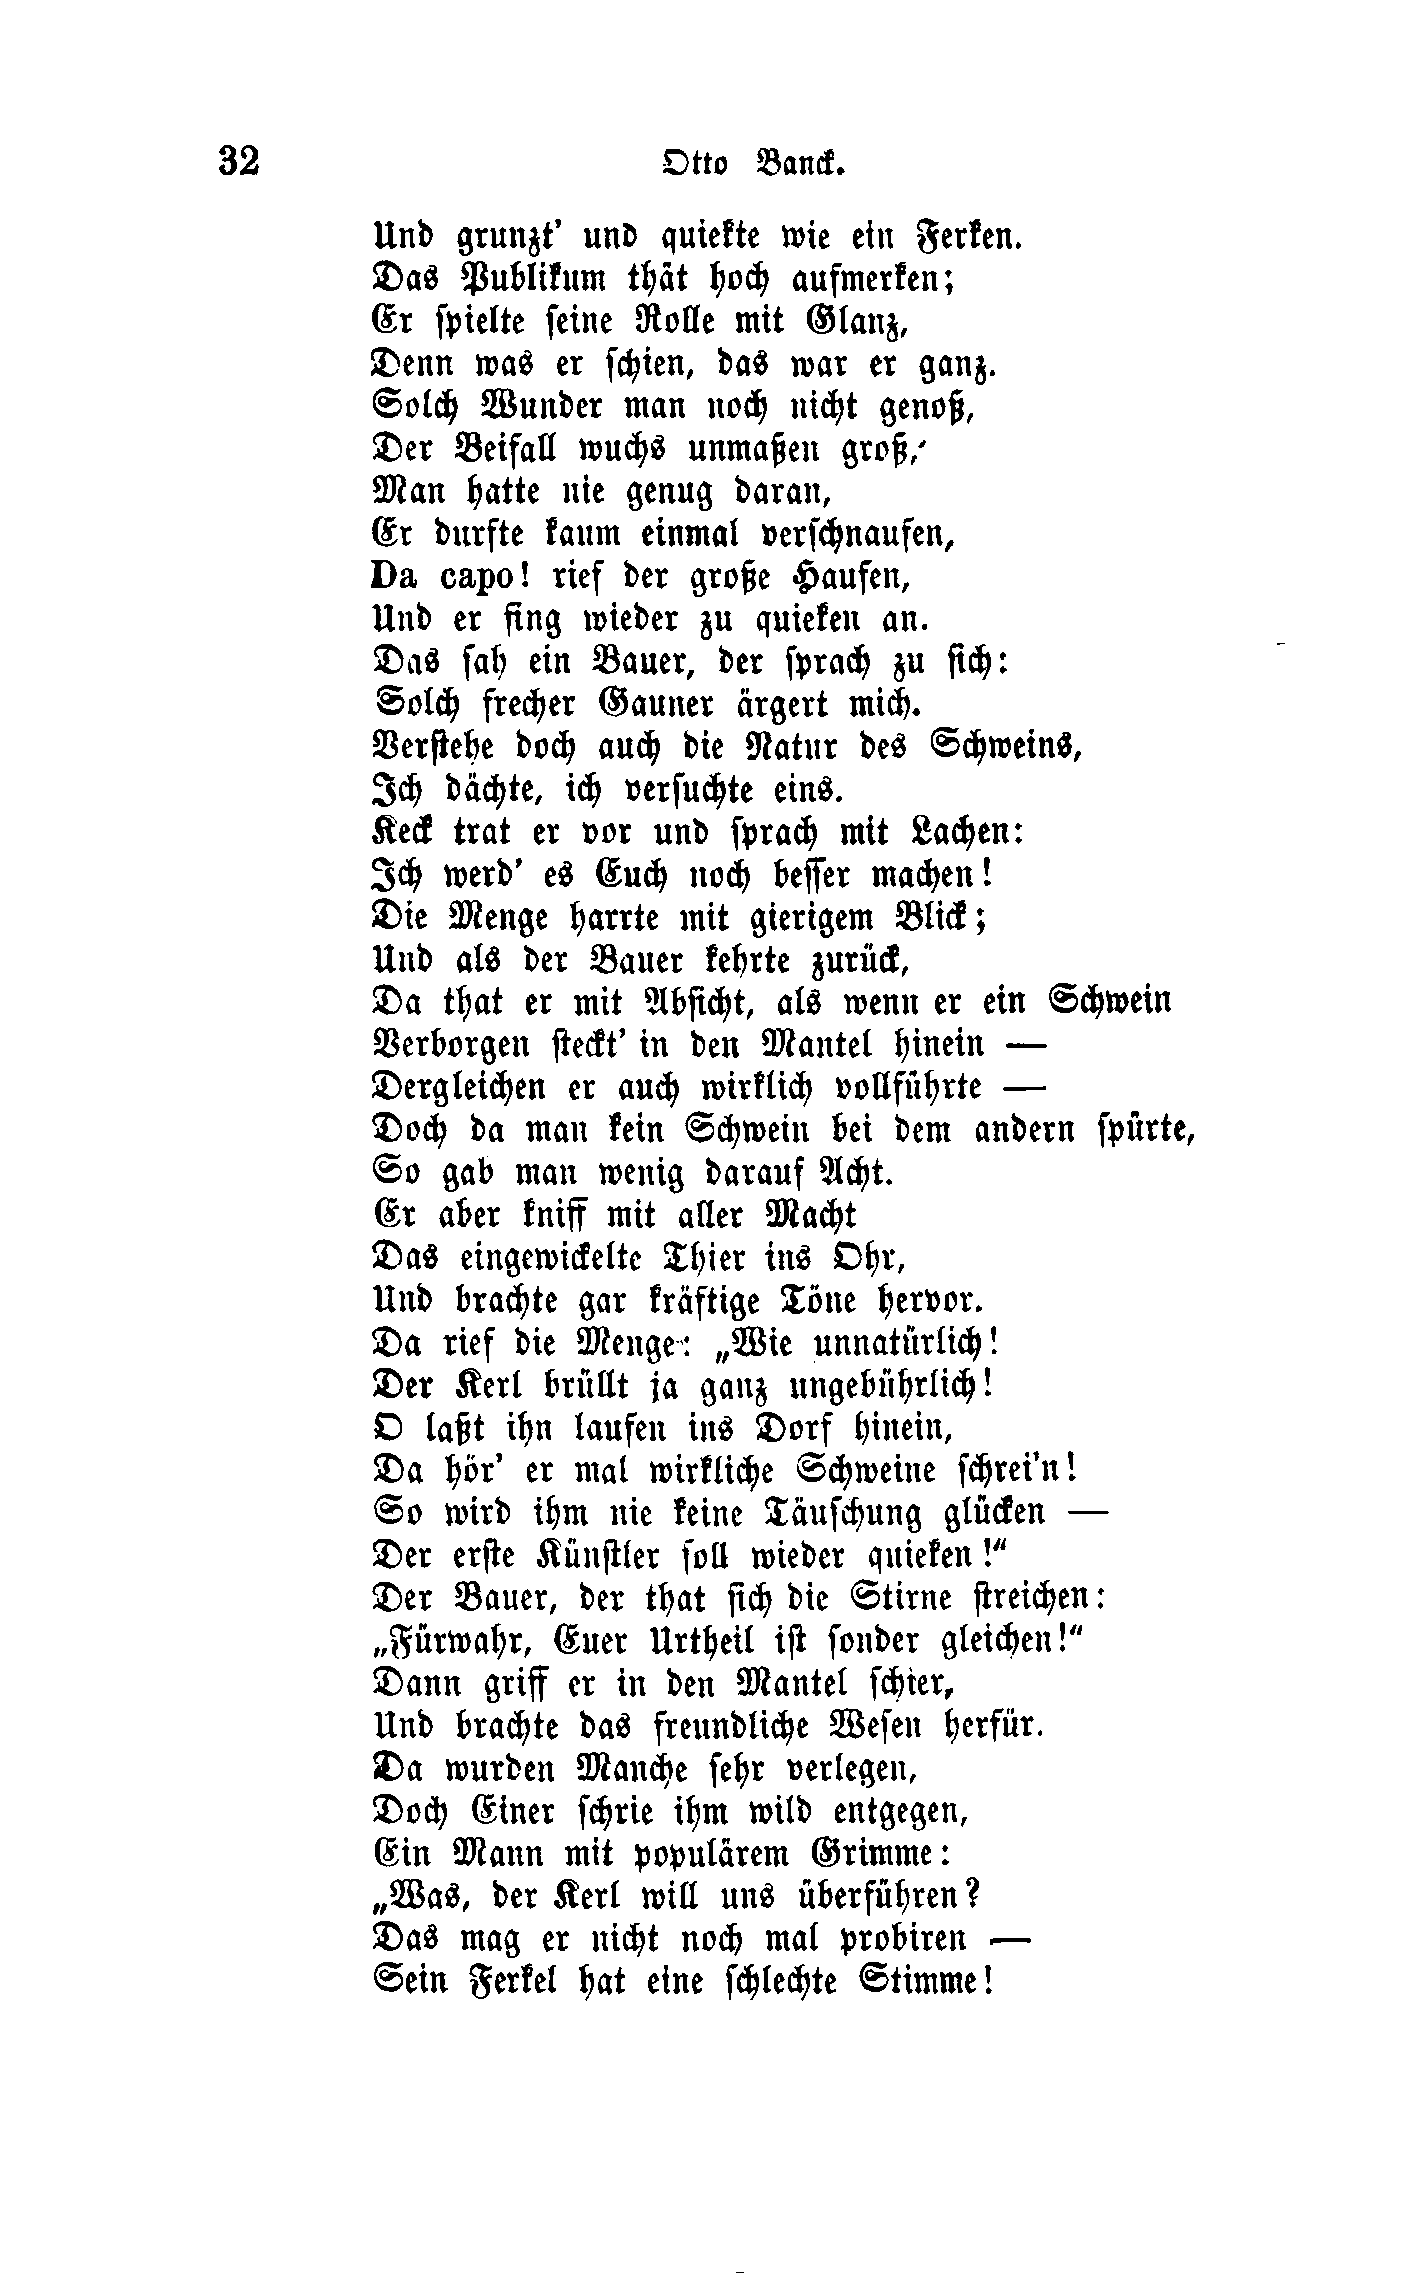 32 Otto Banck.
Und grunzt' und quiekte wie ein Ferken.
Das Publikum thät hoch aufmerken;
Er spielte seine Rolle mit Glanz,
Denn was er schien, das war er ganz.
Solch Wunder man noch nicht genoß,
Der Beifall wuchs unmaßen groß,
Man hatte nie genug daran,
Er durfte kaum einmal verschnaufen,
Da capo! rief der große Haufen,
Und er fing wieder zu quieken an.
Das sah ein Bauer, der sprach zu sich:
Solch frecher Gauner ärgert mich.
Verstehe doch auch die Natur des Schweins,
Ich dächte, ich versuchte eins.
Keck trat er vor und sprach mit Lachen:
Ich werd' es Euch noch besser machen!
Die Menge harrte mit gierigem Blick;
Und als der Bauer kehrte zurück,
Da that er mit Absicht, als wenn er ein Schwein
Verborgen steckt' in den Mantel hinein —
Dergleichen er auch wirklich vollführte —
Doch da man kein Schwein bei dem andern spürte,
So gab man wenig darauf Acht.
Er aber kniff mit aller Macht
Das eingewickelte Thier ins Ohr,
Und brachte gar kräftige Töne hervor.
Da rief die Menge: „Wie unnatürlich!
Der Kerl brüllt ja ganz ungebührlich!
O laßt ihn laufen ins Dorf hinein,
Da hör' er mal wirkliche Schweine schrei'n!
So wird ihm nie keine Täuschung glücken —
Der erste Künstler soll wieder quieken!“
Der Bauer, der that sich die Stirne streichen:
„Fürwahr, Euer Urtheil ist sonder gleichen!“
Dann griff er in den Mantel schier,
Und brachte das freundliche Wesen herfür.
Da wurden Manche sehr verlegen,
Doch Einer schrie ihm wild entgegen,
Ein Mann mit populärem Grimme:
„Was, der Kerl will uns überführen?
Das mag er nicht noch mal probiren —
Sein Ferkel hat eine schlechte Stimme!